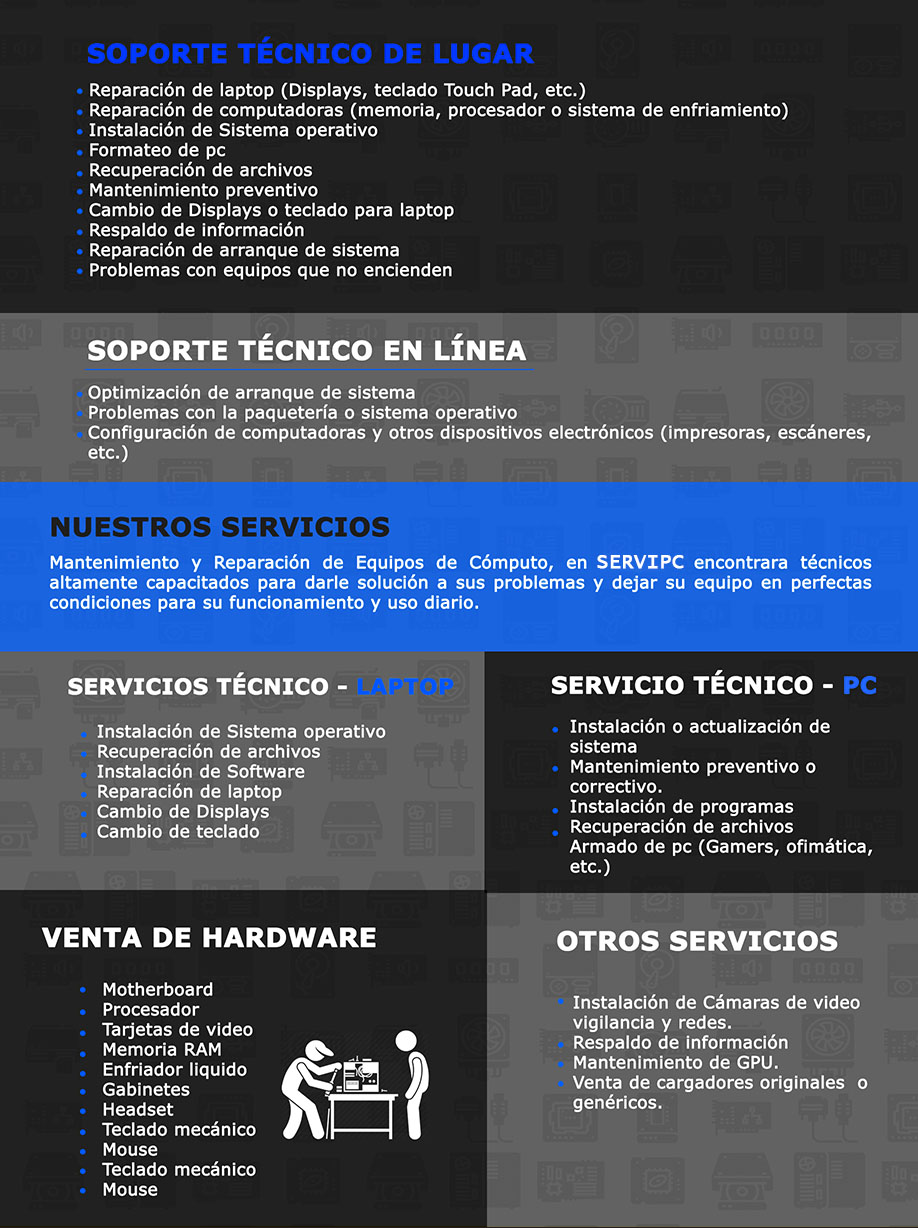 SOPORTE TÉCNICO DE LUGAR
Reparación de laptop (Displays, teclado Touch Pad, etc.)
Reparación de computadoras (memoria, procesador o sistema de enfriamiento)
Instalación de Sistema operativo
Formateo de pc
Recuperación de archivos
Mantenimiento preventivo
Cambio de Displays o teclado para laptop
Respaldo de información
Reparación de arranque de sistema
Problemas con equipos que no encienden
SOPORTE TÉCNICO EN LÍNEA
Optimización de arranque de sistema
Problemas con la paquetería o sistema operativo
Configuración de computadoras y otros dispositivos electrónicos (impresoras, escáneres,
etc.)
NUESTROS SERVICIOS
Mantenimiento y Reparación de Equipos de Cómputo, en SERVIPC encontrara técnicos
altamente capacitados para darle solución a sus problemas y dejar su equipo en perfectas
condiciones para su funcionamiento y uso diario.
SERVICIOS TÉCNICO - LAPTOP
Instalación de Sistema operativo
Recuperación de archivos
Instalación de Software
Reparación de laptop
Cambio de Displays
Cambio de teclado
SERVICIO TÉCNICO - PC
Instalación o actualización de
sistema
Mantenimiento preventivo o
correctivo.
Instalación de programas
Recuperación de archivos
Armado de pc (Gamers, ofimática,
etc.)
VENTA DE HARDWARE
Motherboard
Procesador
Tarjetas de video
Memoria RAM
Enfriador liquido
Gabinetes
Headset
Teclado mecánico
Mouse
Teclado mecánico
Mouse
OTROS SERVICIOS
Instalación de Cámaras de video
vigilancia y redes.
Respaldo de información
Mantenimiento de GPU.
Venta de cargadores originales o
genéricos.